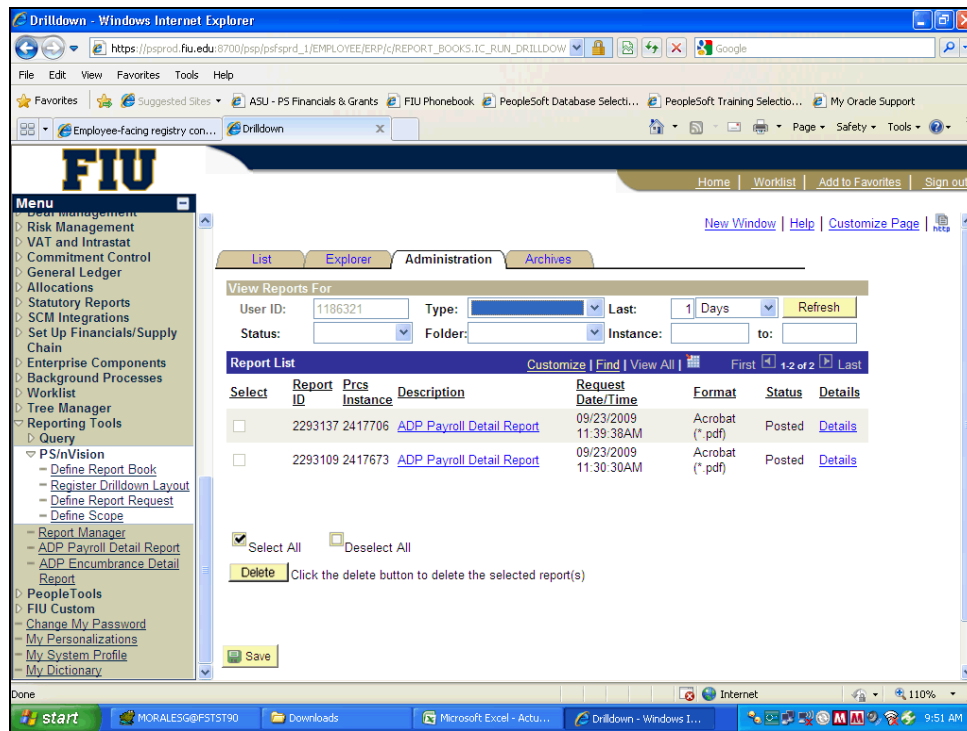 Drilldown - Windows Internet Explorer
https://psprod.fiu.edu:8700/psp/psfsprd_1/EMPLOYEE/ERP/c/REPORT_BOOKS.IC_RUN_DRILLDOW
Google
File Edit View Favorites Tools Help
Favorites Suggested Sites ASU - PS Financials & Grants FIU Phonebook PeopleSoft Database Selecti... PeopleSoft Training Selectio... My Oracle Support
Employee-facing registry con... Drilldown x Page Safety Tools
FIU
Home | Worklist | Add to Favorites | Sign out
Menu
Deal Management
Risk Management
VAT and Intrastat
Commitment Control
General Ledger
Allocations
Statutory Reports
SCM Integrations
Set Up Financials/Supply
Chain
Enterprise Components
Background Processes
Worklist
Tree Manager
Reporting Tools
Query
PS/nVision
Define Report Book
Register Drilldown Layout
Define Report Request
Define Scope
Report Manager
ADP Payroll Detail Report
ADP Encumbrance Detail
Report
PeopleTools
FIU Custom
Change My Password
My Personalizations
My System Profile
My Dictionary
New Window | Help | Customize Page | http
List Explorer Administration Archives
View Reports For
User ID: 1186321 Type: Last: 1 Days Refresh
Status: Folder: Instance: to:
Report List Customize | Find | View All | First 1-2 of 2 Last
Select Report ID Prcs Instance Description Request Date/Time Format Status Details
2293137 2417706 ADP Payroll Detail Report 09/23/2009 11:39:38AM Acrobat (*.pdf) Posted Details
2293109 2417673 ADP Payroll Detail Report 09/23/2009 11:30:30AM Acrobat (*.pdf) Posted Details
Select All Deselect All
Delete Click the delete button to delete the selected report(s)
Save
Done Internet 110%
start MORALESG@FSTST90 Downloads Microsoft Excel - Actu... Drilldown - Windows I... 9:51 AM